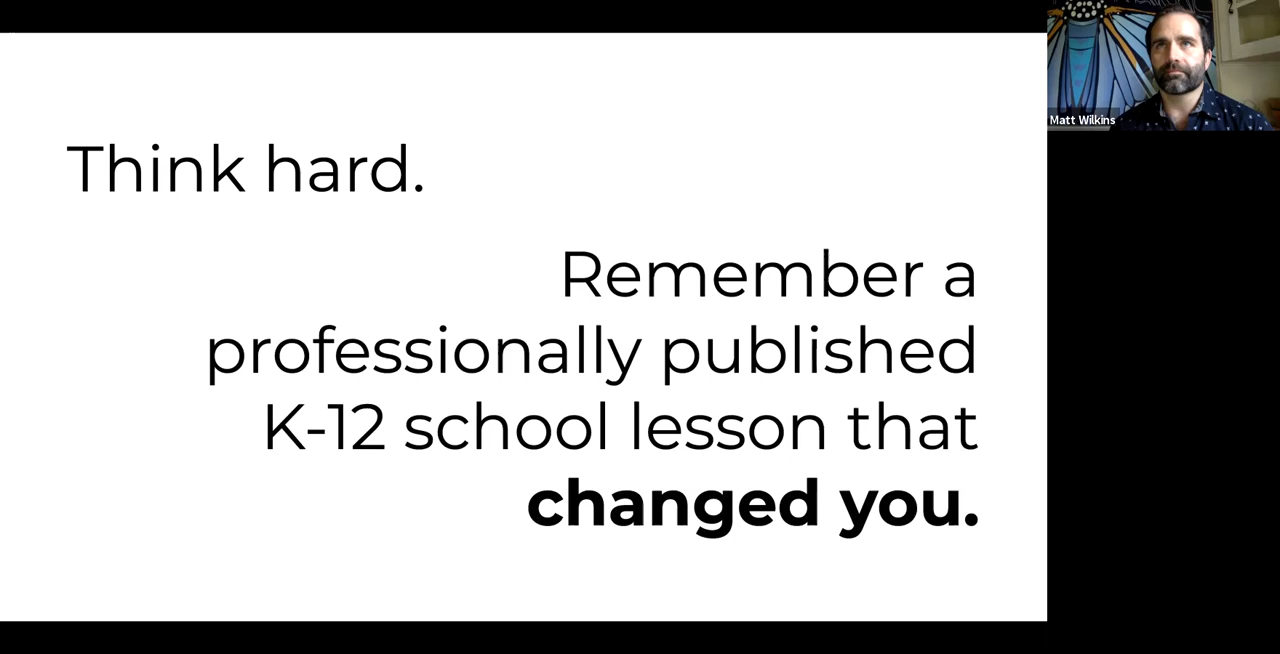 Think hard.
Remember a
professionally published
K-12 school lesson that
changed you.
Matt Wilkins